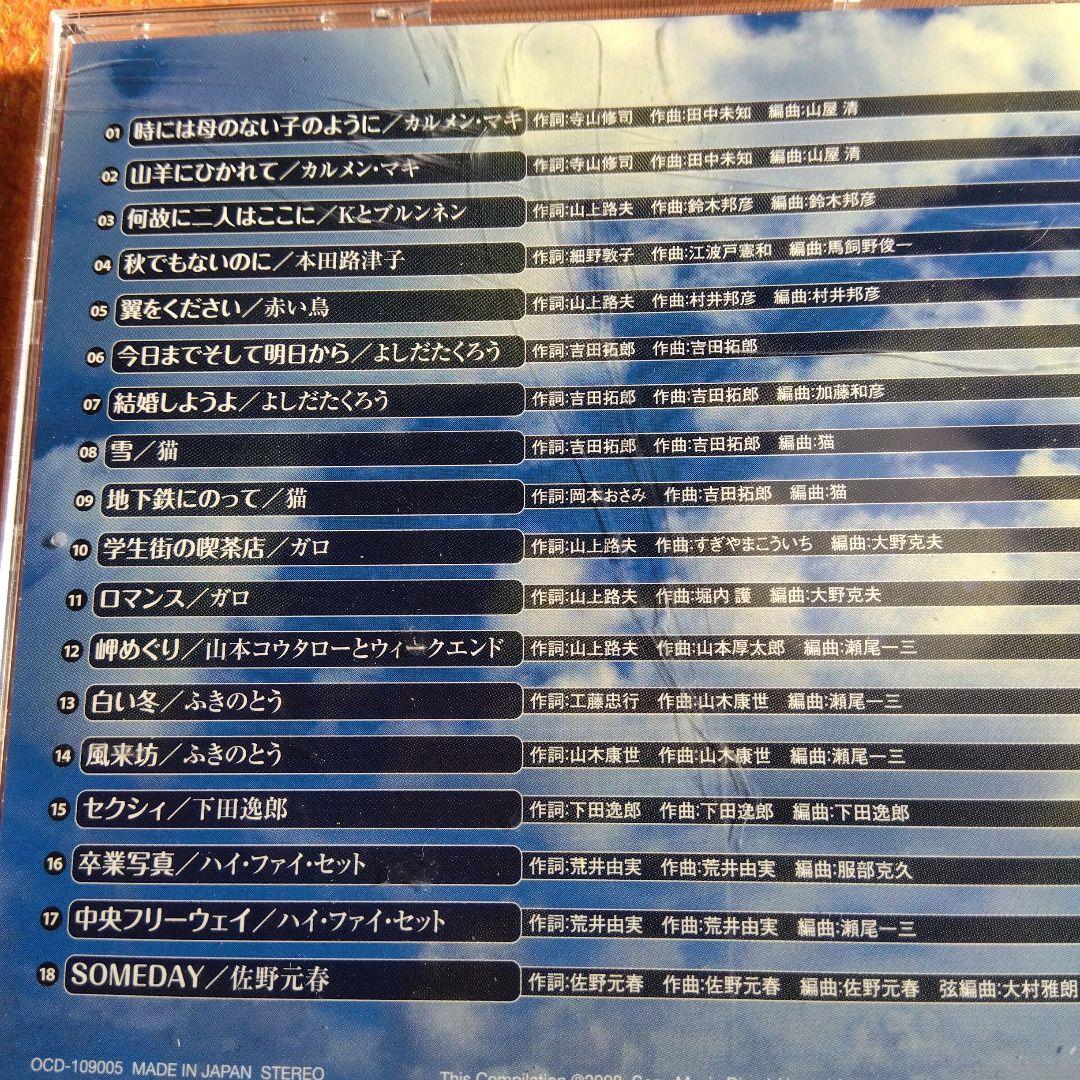 01 時には母のない子のように／カルメン・マキ 作詞:寺山修司 作曲:田中未知 編曲:山屋 清
02 山羊にひかれて／カルメン・マキ 作詞:寺山修司 作曲:田中未知 編曲:山屋 清
03 何故に二人はここに／Kとブルンネン 作詞:山上路夫 作曲:鈴木邦彦 編曲:鈴木邦彦
04 秋でもないのに／本田路津子 作詞:細野敦子 作曲:江波戸憲和 編曲:馬飼野俊一
05 翼をください／赤い鳥 作詞:山上路夫 作曲:村井邦彦 編曲:村井邦彦
06 今日までそして明日から／よしだたくろう 作詞:吉田拓郎 作曲:吉田拓郎
07 結婚しようよ／よしだたくろう 作詞:吉田拓郎 作曲:吉田拓郎 編曲:加藤和彦
08 雪／猫 作詞:吉田拓郎 作曲:吉田拓郎 編曲:猫
09 地下鉄にのって／猫 作詞:岡本おさみ 作曲:吉田拓郎 編曲:猫
10 学生街の喫茶店／ガロ 作詞:山上路夫 作曲:すぎやまこういち 編曲:大野克夫
11 ロマンス／ガロ 作詞:山上路夫 作曲:堀内 護 編曲:大野克夫
12 岬めぐり／山本コウタローとウィークエンド 作詞:山上路夫 作曲:山本厚太郎 編曲:瀬尾一三
13 白い冬／ふきのとう 作詞:工藤忠行 作曲:山木康世 編曲:瀬尾一三
14 風来坊／ふきのとう 作詞:山木康世 作曲:山木康世 編曲:瀬尾一三
15 セクシィ／下田逸郎 作詞:下田逸郎 作曲:下田逸郎 編曲:下田逸郎
16 卒業写真／ハイ・ファイ・セット 作詞:荒井由実 作曲:荒井由実 編曲:服部克久
17 中央フリーウェイ／ハイ・ファイ・セット 作詞:荒井由実 作曲:荒井由実 編曲:瀬尾一三
18 SOMEDAY／佐野元春 作詞:佐野元春 作曲:佐野元春 編曲:佐野元春 弦編曲:大村雅朗
OCD-109005 MADE IN JAPAN STEREO
This Compilation